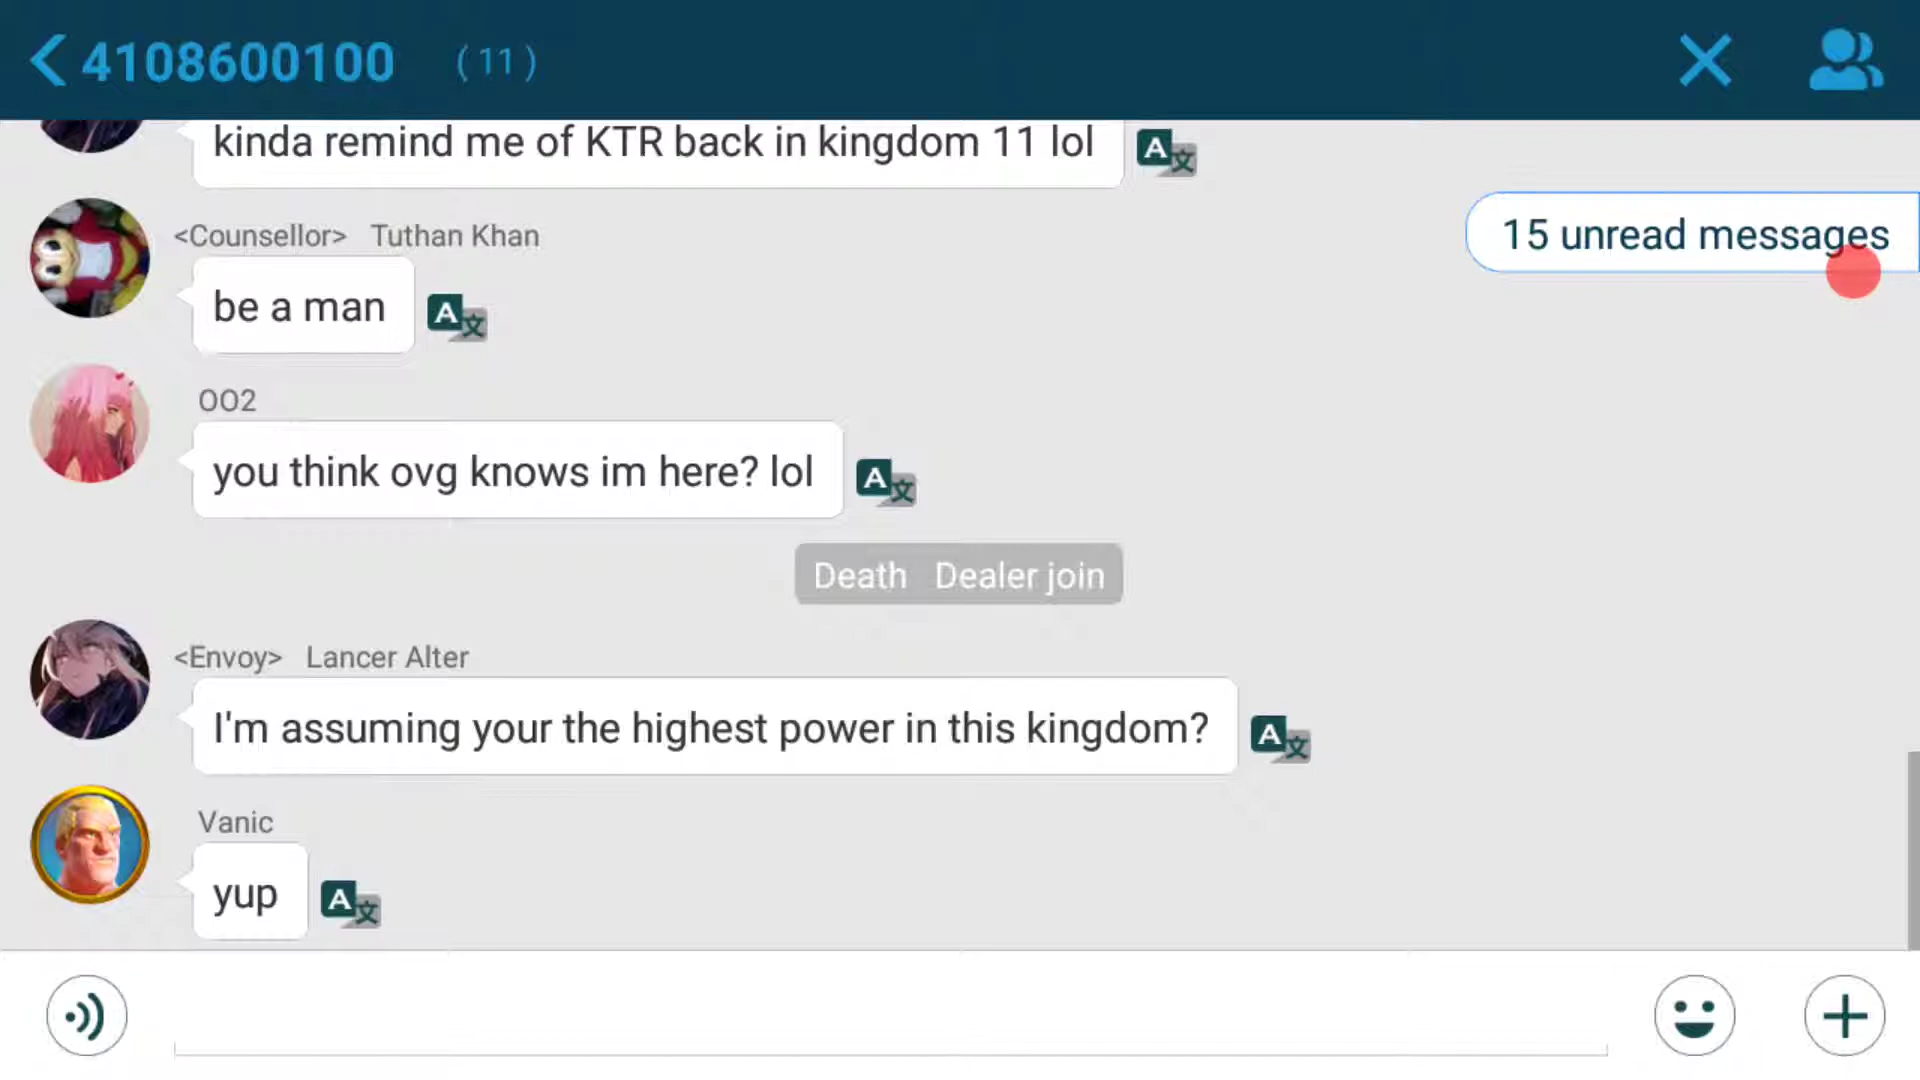 4108600100 (11)
kinda remind me of KTR back in kingdom 11 lol
15 unread messages
<Counsellor> Tuthan Khan
be a man
OO2
you think ovg knows im here? lol
Death Dealer join
<Envoy> Lancer Alter
I'm assuming your the highest power in this kingdom?
Vanic
yup